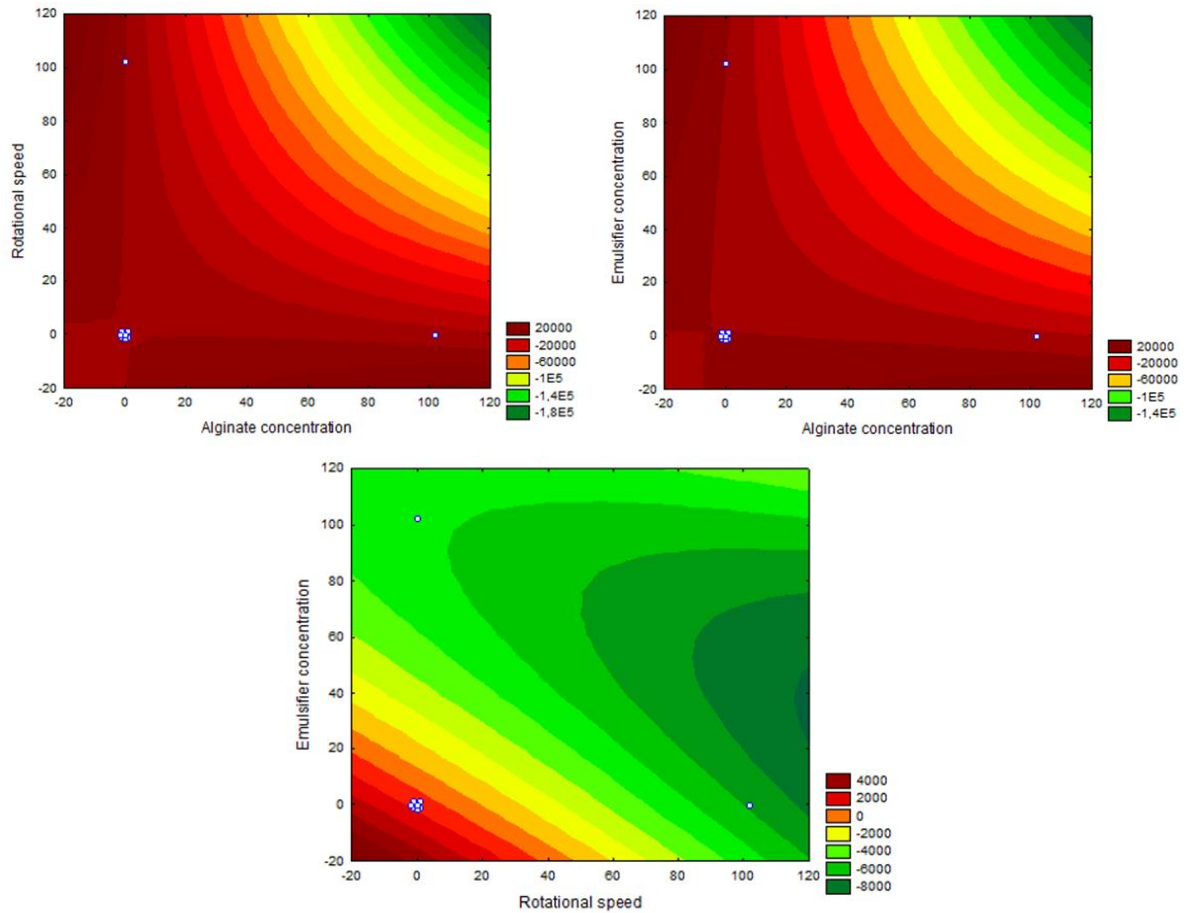 120
100
80
60
40
20
0
-20
-20 0 20 40 60 80 100 120
Rotational speed
Alginate concentration
20000
-20000
-60000
-1E5
-1,4E5
-1,8E5
120
100
80
60
40
20
0
-20
-20 0 20 40 60 80 100 120
Emulsifier concentration
Alginate concentration
20000
-20000
-60000
-1E5
-1,4E5
120
100
80
60
40
20
0
-20
-20 0 20 40 60 80 100 120
Emulsifier concentration
Rotational speed
4000
2000
0
-2000
-4000
-6000
-8000